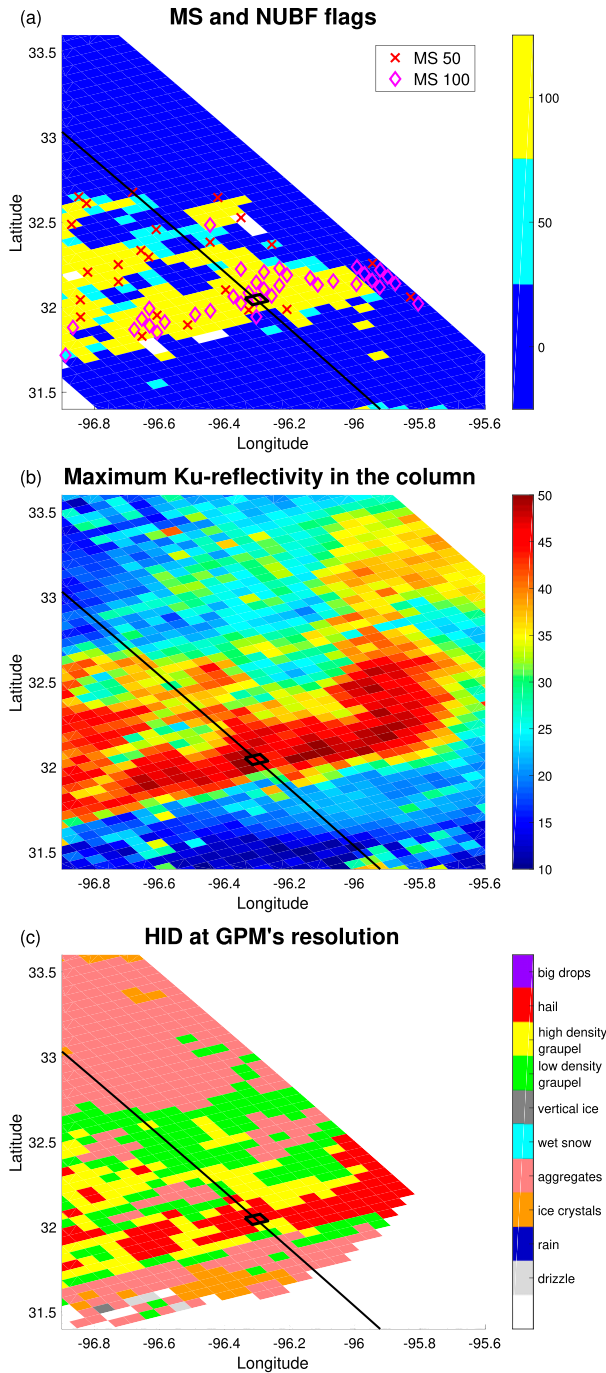 (a) MS and NUBF flags
MS 50
MS 100
33.5
33
32.5
32
31.5
Latitude
-96.8 -96.6 -96.4 -96.2 -96 -95.8 -95.6
Longitude
100
50
0
(b) Maximum Ku-reflectivity in the column
33.5
33
32.5
32
31.5
Latitude
-96.8 -96.6 -96.4 -96.2 -96 -95.8 -95.6
Longitude
50
45
40
35
30
25
20
15
10
(c) HID at GPM's resolution
33.5
33
32.5
32
31.5
Latitude
-96.8 -96.6 -96.4 -96.2 -96 -95.8 -95.6
Longitude
big drops
hail
high density
graupel
low density
graupel
vertical ice
wet snow
aggregates
ice crystals
rain
drizzle